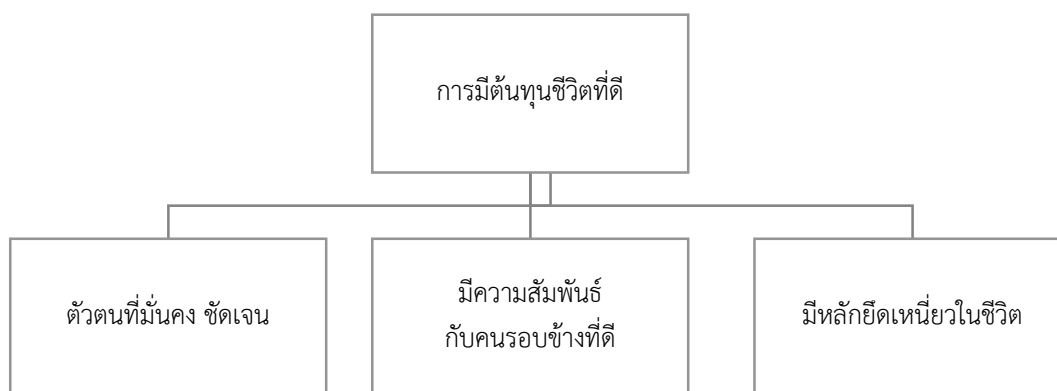 การมีต้นทุนชีวิตที่ดี
ตัวตนที่มั่นคง ชัดเจน
มีความสัมพันธ์
กับคนรอบข้างที่ดี
มีหลักยึดเหนี่ยวในชีวิต